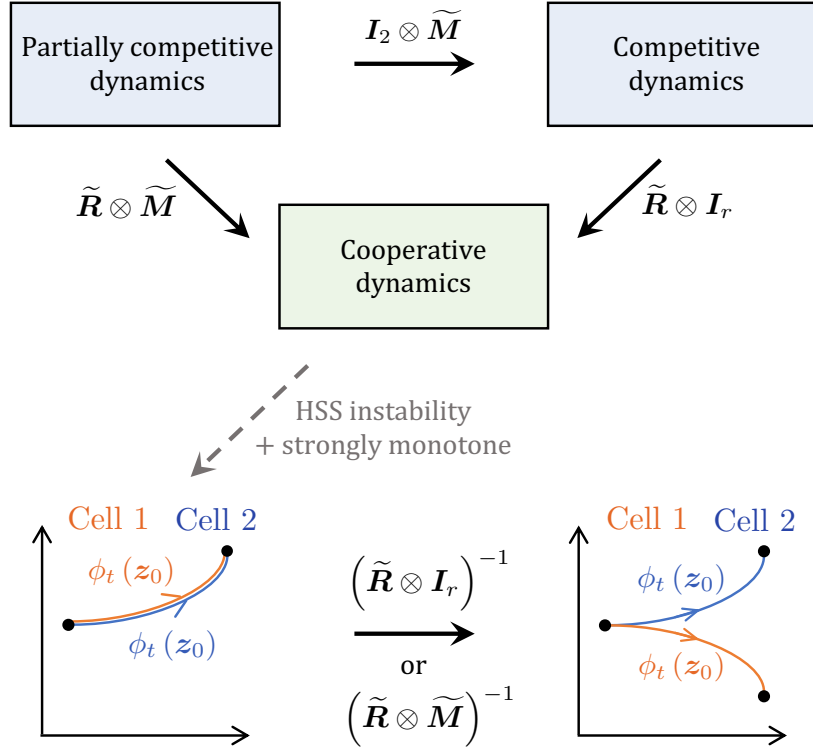 Partially competitive
dynamics
I₂ ⊗ M̃
Competitive
dynamics
R̃ ⊗ M̃
R̃ ⊗ Iᵣ
Cooperative
dynamics
HSS instability
+ strongly monotone
Cell 1 Cell 2
ϕₜ (z₀)
ϕₜ (z₀)
(R̃ ⊗ Iᵣ)⁻¹
or
(R̃ ⊗ M̃)⁻¹
Cell 1 Cell 2
ϕₜ (z₀)
ϕₜ (z₀)